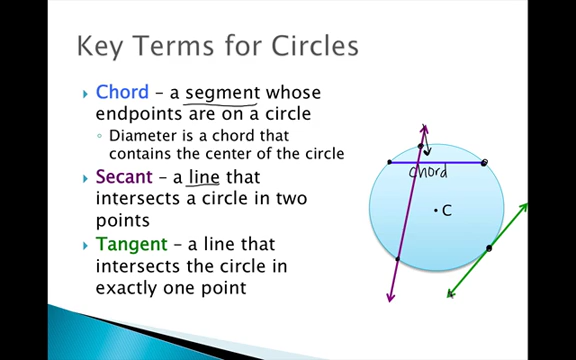 Key Terms for Circles
Chord – a segment whose
endpoints are on a circle
Diameter is a chord that
contains the center of the circle
Secant – a line that
intersects a circle in two
points
Tangent – a line that
intersects the circle in
exactly one point
chord
C